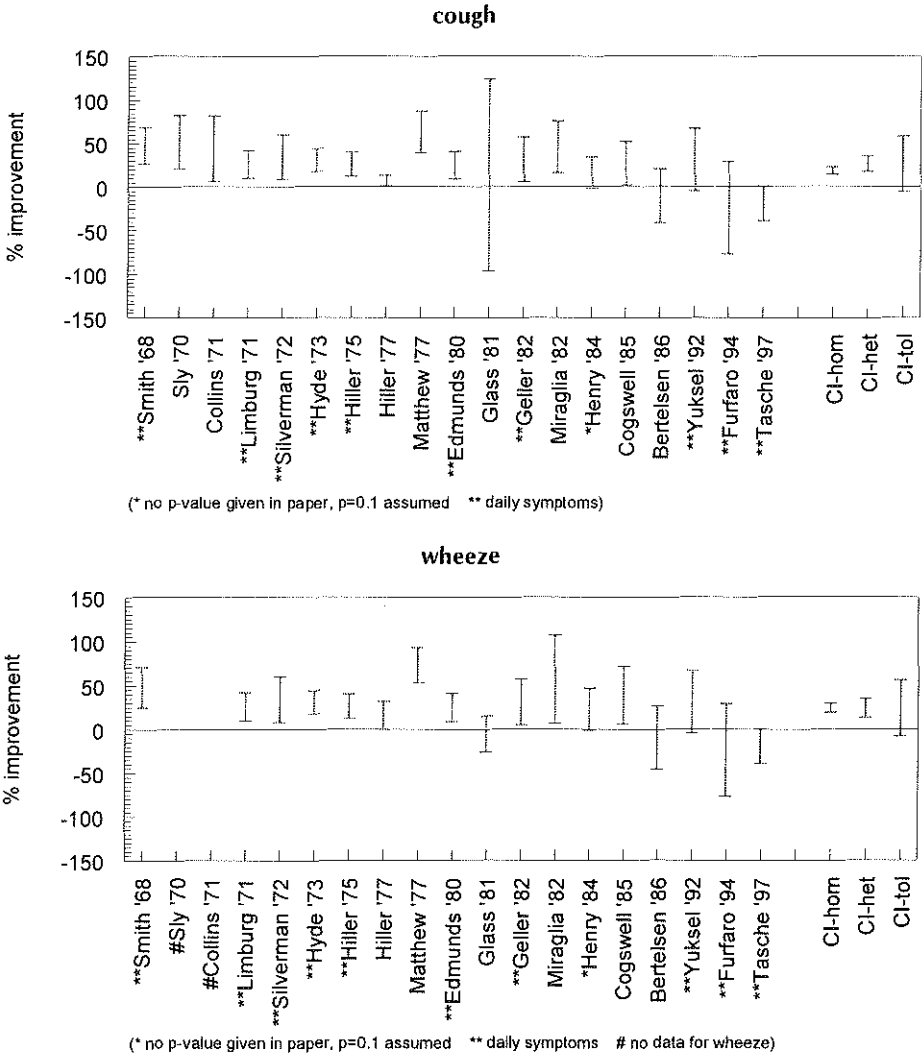 cough
% improvement
150
100
50
0
-50
-100
-150
**Smith '68
Sly '70
Collins '71
**Limburg '71
**Silverman '72
**Hyde '73
**Hiller '75
Hiller '77
Matthew '77
**Edmunds '80
Glass '81
**Geller '82
Miraglia '82
*Henry '84
Cogswell '85
Bertelsen '86
**Yuksel '92
**Furfaro '94
**Tasche '97
CI-hom
CI-het
CI-tol
(* no p-value given in paper, p=0.1 assumed ** daily symptoms)
wheeze
% improvement
150
100
50
0
-50
-100
-150
**Smith '68
#Sly '70
#Collins '71
**Limburg '71
**Silverman '72
**Hyde '73
**Hiller '75
Hiller '77
Matthew '77
**Edmunds '80
Glass '81
**Geller '82
Miraglia '82
*Henry '84
Cogswell '85
Bertelsen '86
**Yuksel '92
**Furfaro '94
**Tasche '97
CI-hom
CI-het
CI-tol
(* no p-value given in paper, p=0.1 assumed ** daily symptoms # no data for wheeze)